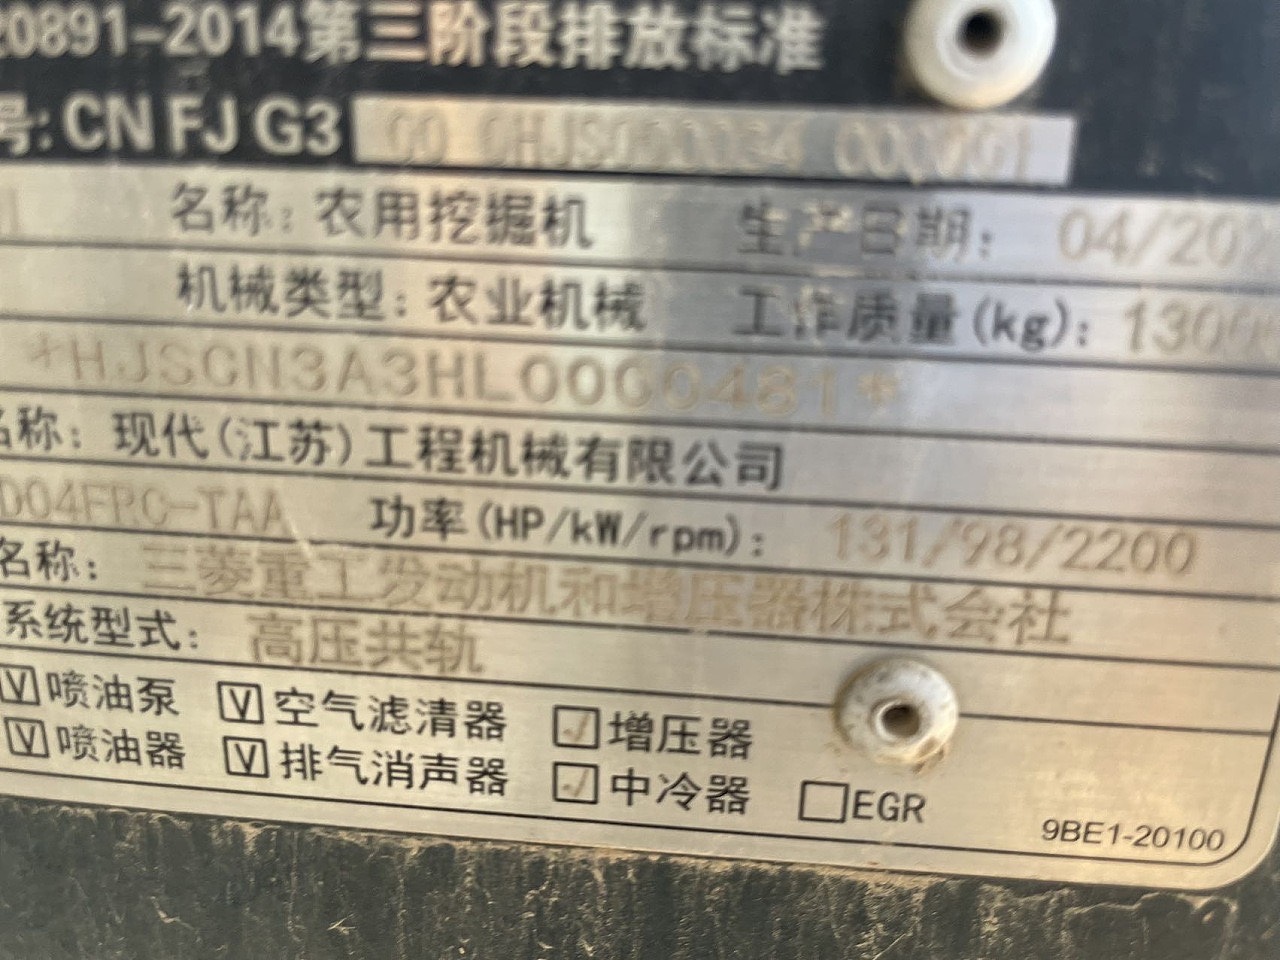 20891-2014第三阶段排放标准
号: CN FJ G3
名称: 农用挖掘机 生产日期: 04/202
机械类型: 农业机械 工作质量(kg): 1300
*HJSCN3A3HL0000481*
名称: 现代(江苏)工程机械有限公司
D04FRC-TAA 功率(HP/kW/rpm): 131/98/2200
名称: 三菱重工发动机和增压器株式会社
系统型式: 高压共轨
V 喷油泵 V 空气滤清器 ✓ 增压器
V 喷油器 V 排气消声器 ✓ 中冷器 □ EGR
9BE1-20100